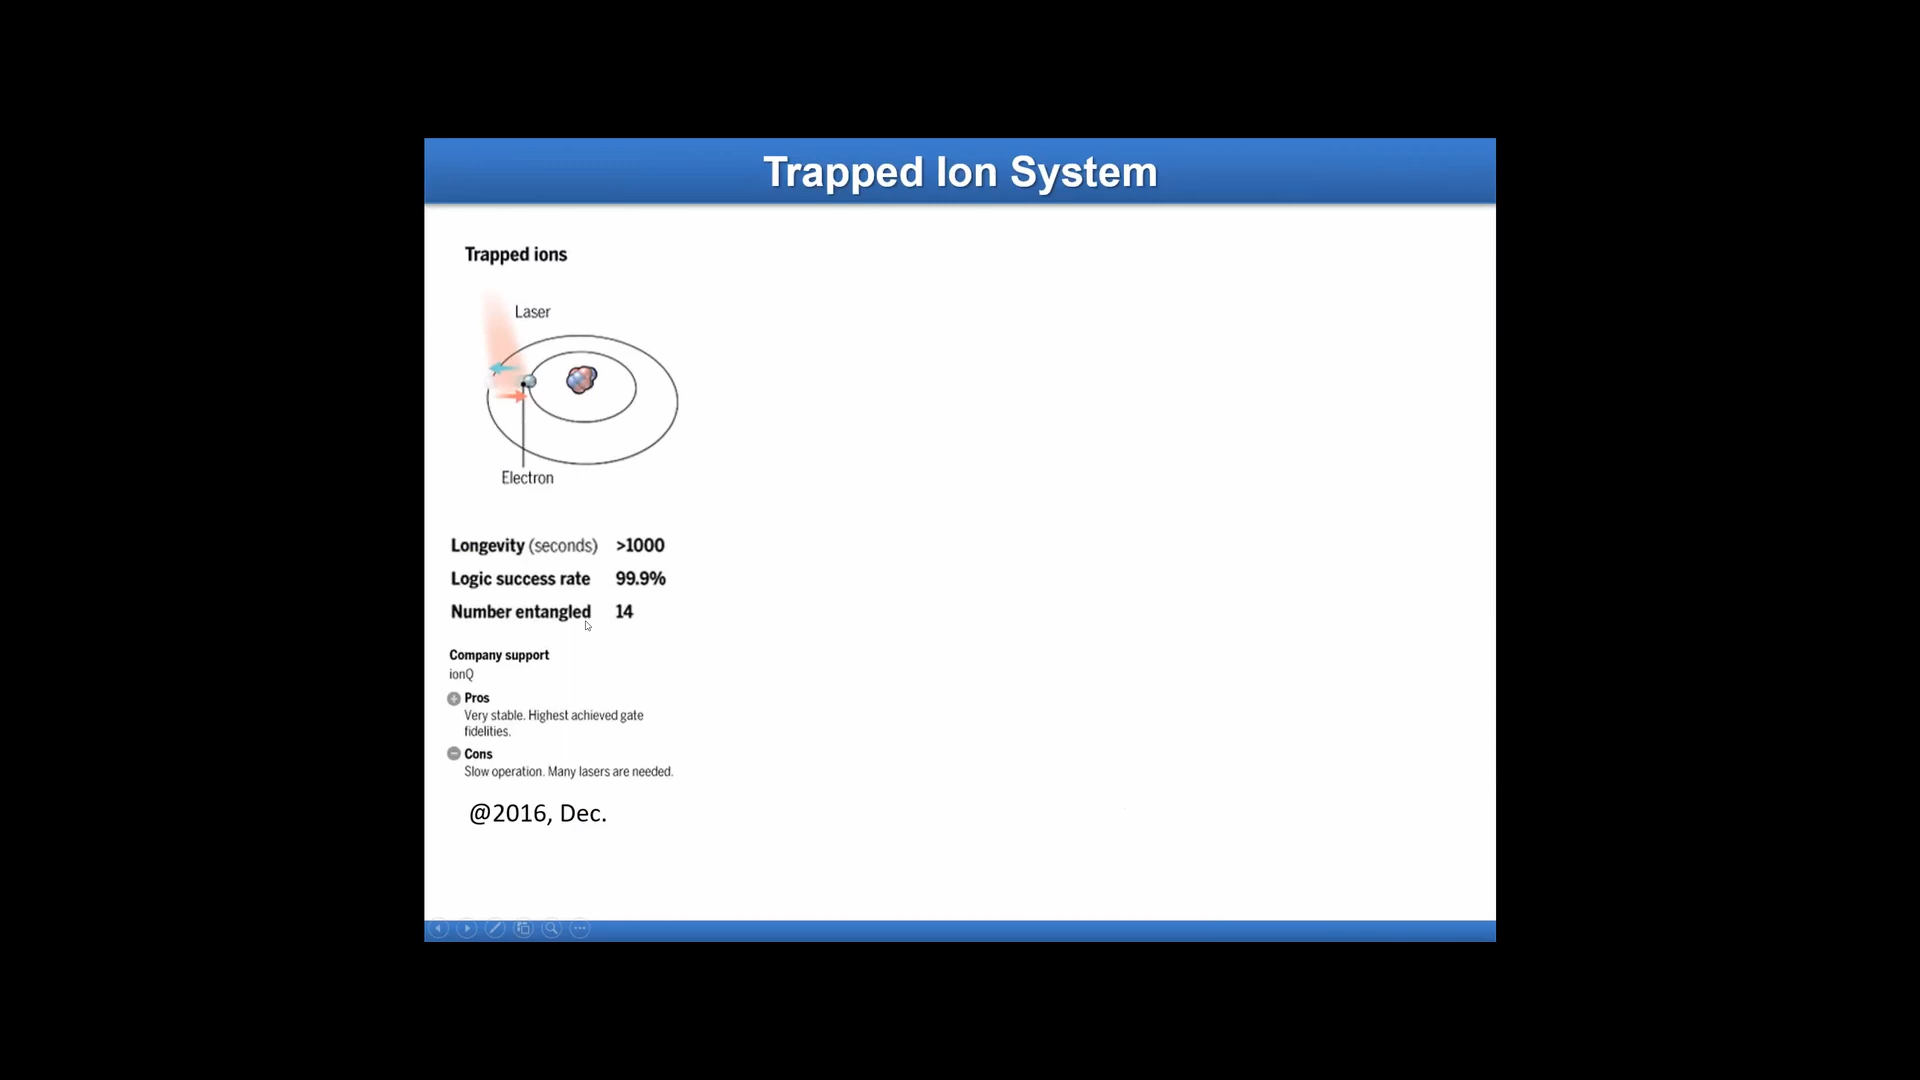 Trapped Ion System
Trapped ions
Laser
Electron
Longevity (seconds) >1000
Logic success rate 99.9%
Number entangled 14
Company support
ionQ
Pros
Very stable. Highest achieved gate
fidelities.
Cons
Slow operation. Many lasers are needed.
@2016, Dec.